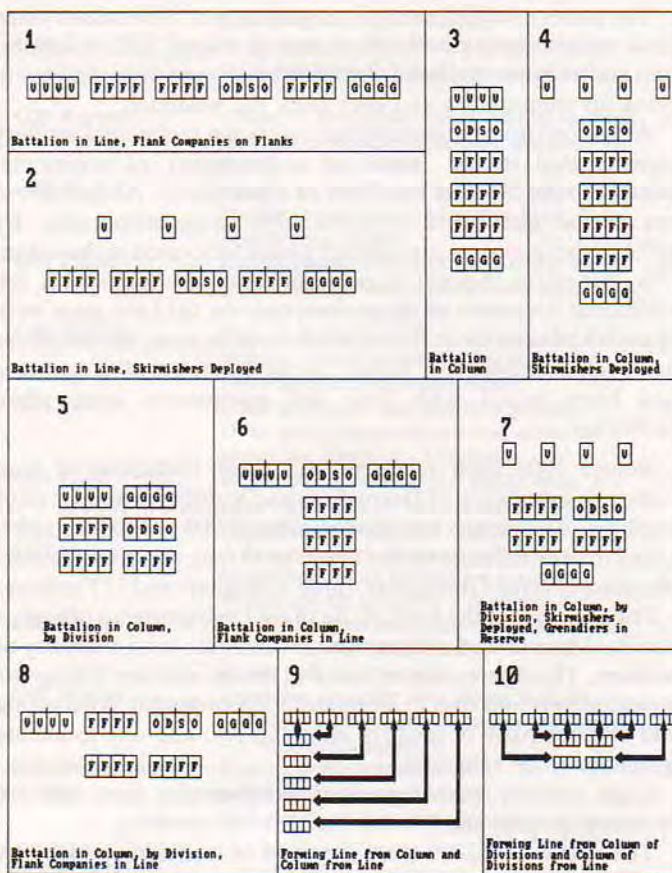 1
UUUU FFFF FFFF ODSO FFFF GGGG
Battalion in Line, Flank Companies on Flanks
2
U U U U
FFFF FFFF ODSO FFFF GGGG
Battalion in Line, Skirwishers Deployed
3
UUUU
ODSO
FFFF
FFFF
FFFF
GGGG
Battalion
in Column
4
U U U U
ODSO
FFFF
FFFF
FFFF
FFFF
GGGG
Battalion in Column,
Skirmishers Deployed
5
UUUU GGGG
FFFF ODSO
FFFF FFFF
Battalion in Column,
by Division
6
UUUU ODSO GGGG
FFFF
FFFF
FFFF
Battalion in Column,
Flank Companies in Line
7
U U U U
FFFF ODSO
FFFF FFFF
GGGG
Battalion in Column, by
Division, Skirmishers
Deployed, Grenadiers in
Reserve
8
UUUU FFFF ODSO GGGG
FFFF FFFF
Battalion in Column, by Division,
Flank Companies in Line
9
Forming Line from Column and
Column from Line
10
Forming Line from Column of
Divisions and Column of
Divisions from Line